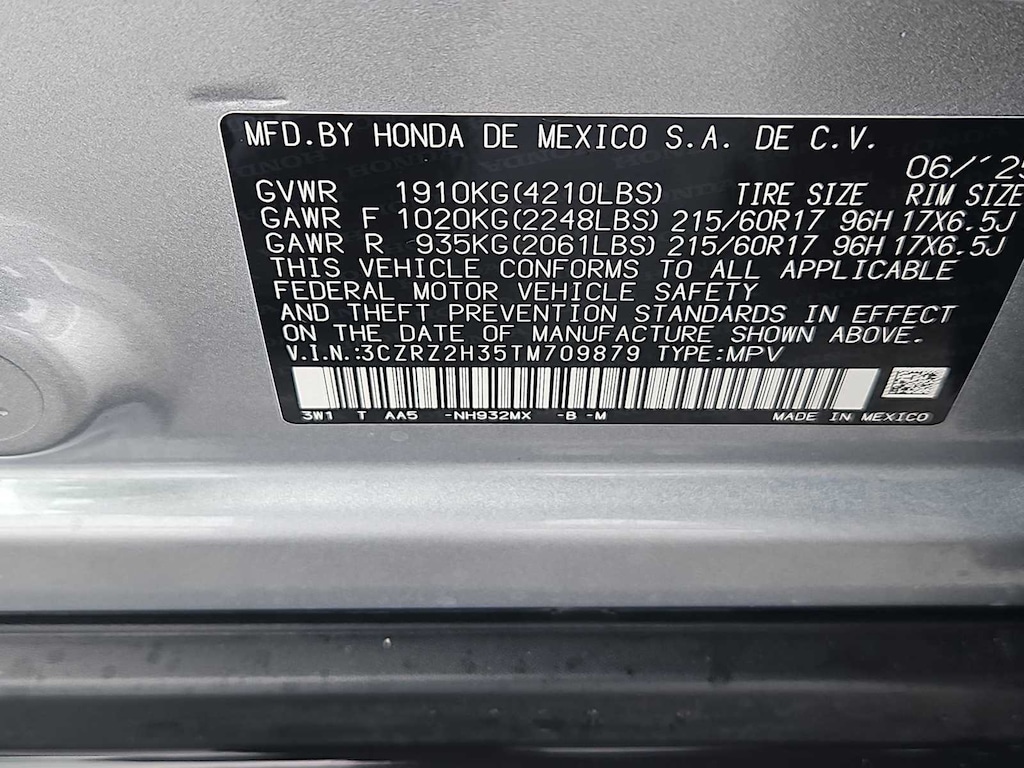 MFD.BY HONDA DE MEXICO S.A. DE C.V.
06/'25
GVWR 1910KG(4210LBS) TIRE SIZE RIM SIZE
GAWR F 1020KG(2248LBS) 215/60R17 96H 17X6.5J
GAWR R 935KG(2061LBS) 215/60R17 96H 17X6.5J
THIS VEHICLE CONFORMS TO ALL APPLICABLE
FEDERAL MOTOR VEHICLE SAFETY
AND THEFT PREVENTION STANDARDS IN EFFECT
ON THE DATE OF MANUFACTURE SHOWN ABOVE.
V.I.N.:3CZRZ2H35TM709879 TYPE:MPV
3W1 T AA5 -NH932MX -B -M MADE IN MEXICO